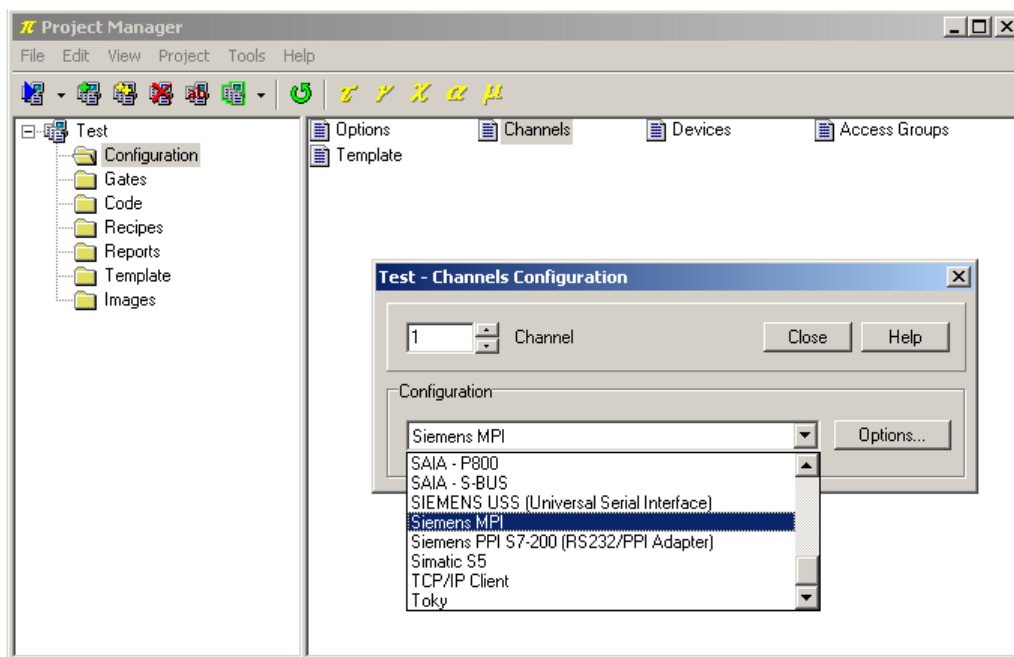 π Project Manager
File Edit View Project Tools Help
τ γ χ α μ
Test
Configuration
Gates
Code
Recipes
Reports
Template
Images
Options Channels Devices Access Groups
Template
Test - Channels Configuration
1 Channel Close Help
Configuration
Siemens MPI Options...
SAIA - P800
SAIA - S-BUS
SIEMENS USS (Universal Serial Interface)
Siemens MPI
Siemens PPI S7-200 (RS232/PPI Adapter)
Simatic S5
TCP/IP Client
Toky